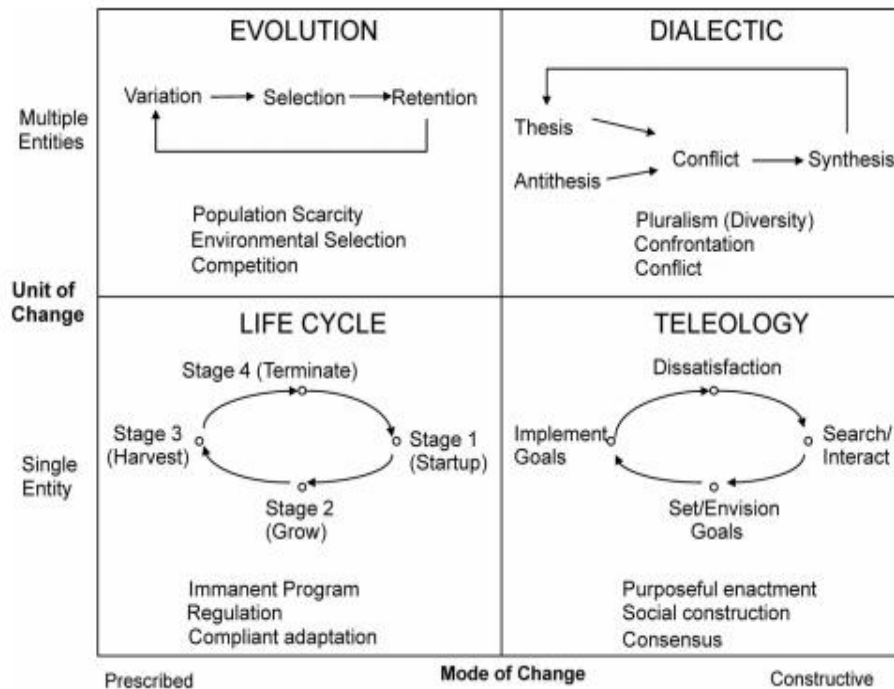 EVOLUTION
Variation
Selection
Retention
Population Scarcity
Environmental Selection
Competition
DIALECTIC
Thesis
Antithesis
Conflict
Synthesis
Pluralism (Diversity)
Confrontation
Conflict
Multiple
Entities
Unit of
Change
LIFE CYCLE
Stage 4 (Terminate)
Stage 3
(Harvest)
Stage 1
(Startup)
Stage 2
(Grow)
Immanent Program
Regulation
Compliant adaptation
TELEOLOGY
Dissatisfaction
Implement
Goals
Search/
Interact
Set/Envision
Goals
Purposeful enactment
Social construction
Consensus
Single
Entity
Prescribed
Mode of Change
Constructive